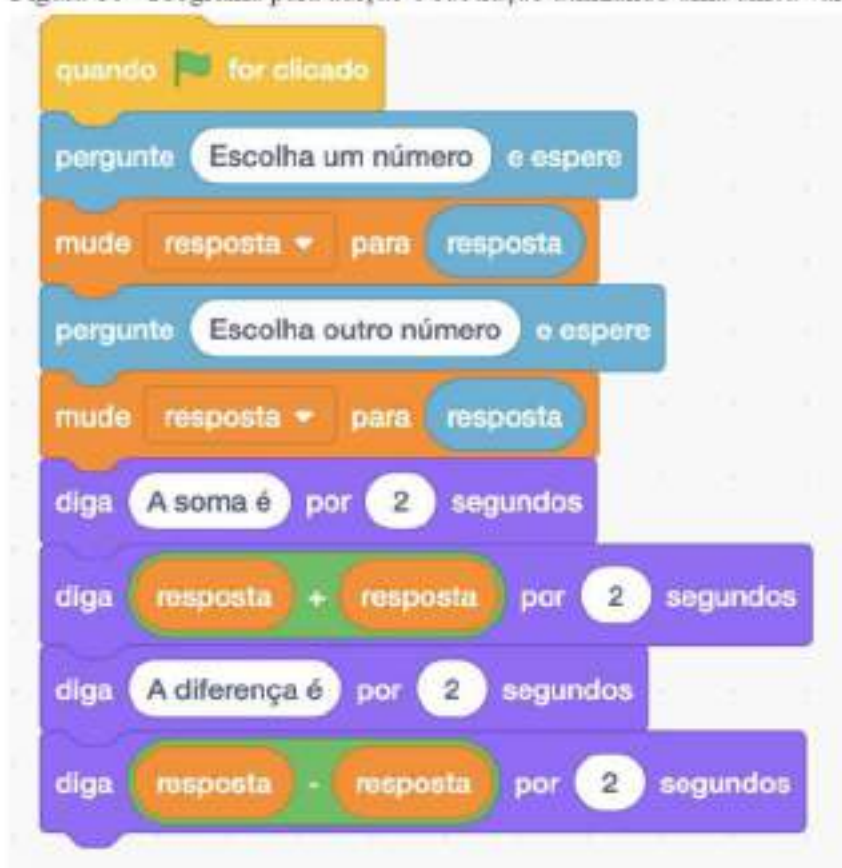 quando for clicado
pergunte Escolha um número e espere
mude resposta para resposta
pergunte Escolha outro número e espere
mude resposta para resposta
diga A soma é por 2 segundos
diga resposta + resposta por 2 segundos
diga A diferença é por 2 segundos
diga resposta - resposta por 2 segundos